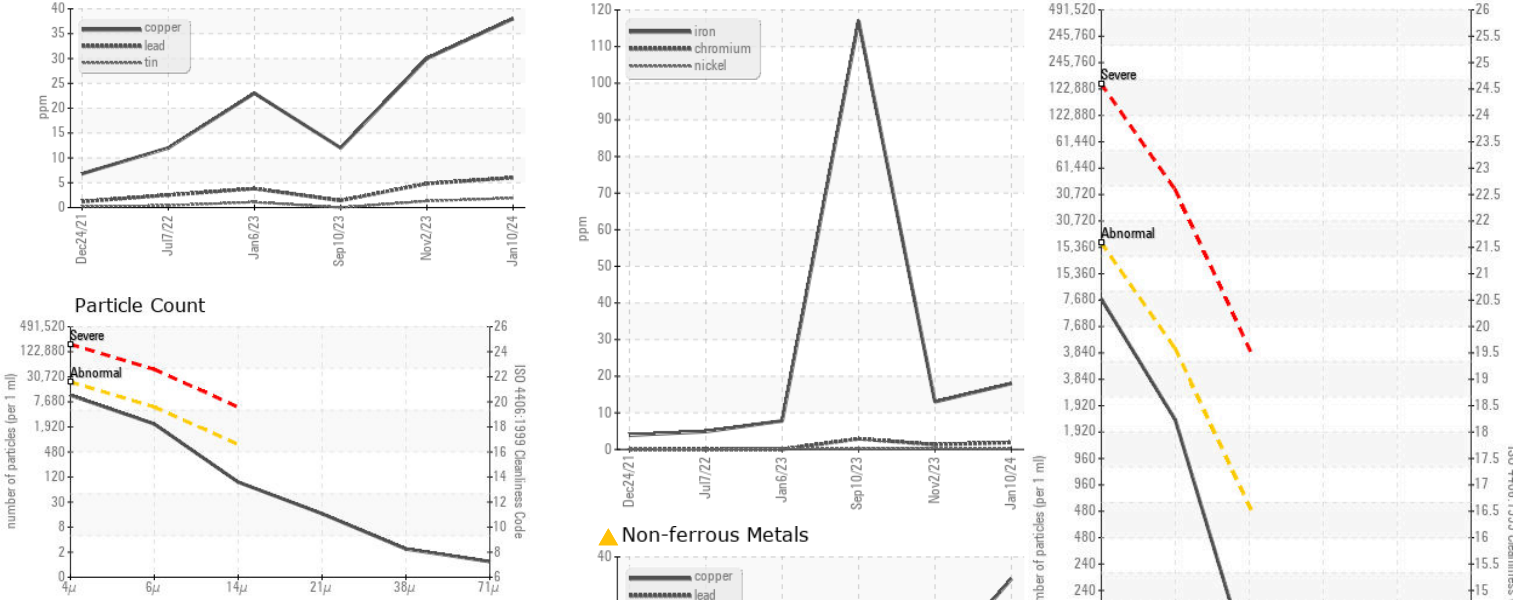 40
35
30
25
20
15
10
5
0
ppm
copper
lead
tin
Dec24/21
Jul7/22
Jan6/23
Sep10/23
Nov2/23
Jan10/24
Particle Count
491,520
122,880
30,720
7,680
1,920
480
120
30
8
2
0
number of particles (per 1 ml)
Severe
Abnormal
26
24
22
20
18
16
14
12
10
8
6
ISO 4406:1999 Cleanliness Code
4µ
6µ
14µ
21µ
38µ
71µ
120
110
100
90
80
70
60
50
40
30
20
10
0
ppm
iron
chromium
nickel
Dec24/21
Jul7/22
Jan6/23
Sep10/23
Nov2/23
Jan10/24
Non-ferrous Metals
40
copper
lead
491,520
245,760
245,760
122,880
122,880
61,440
61,440
30,720
30,720
15,360
15,360
7,680
7,680
3,840
3,840
1,920
1,920
960
960
480
480
240
240
mber of particles (per 1 ml)
Severe
Abnormal
26
25.5
25
24.5
24
23.5
23
22.5
22
21.5
21
20.5
20
19.5
19
18.5
18
17.5
17
16.5
16
15.5
15